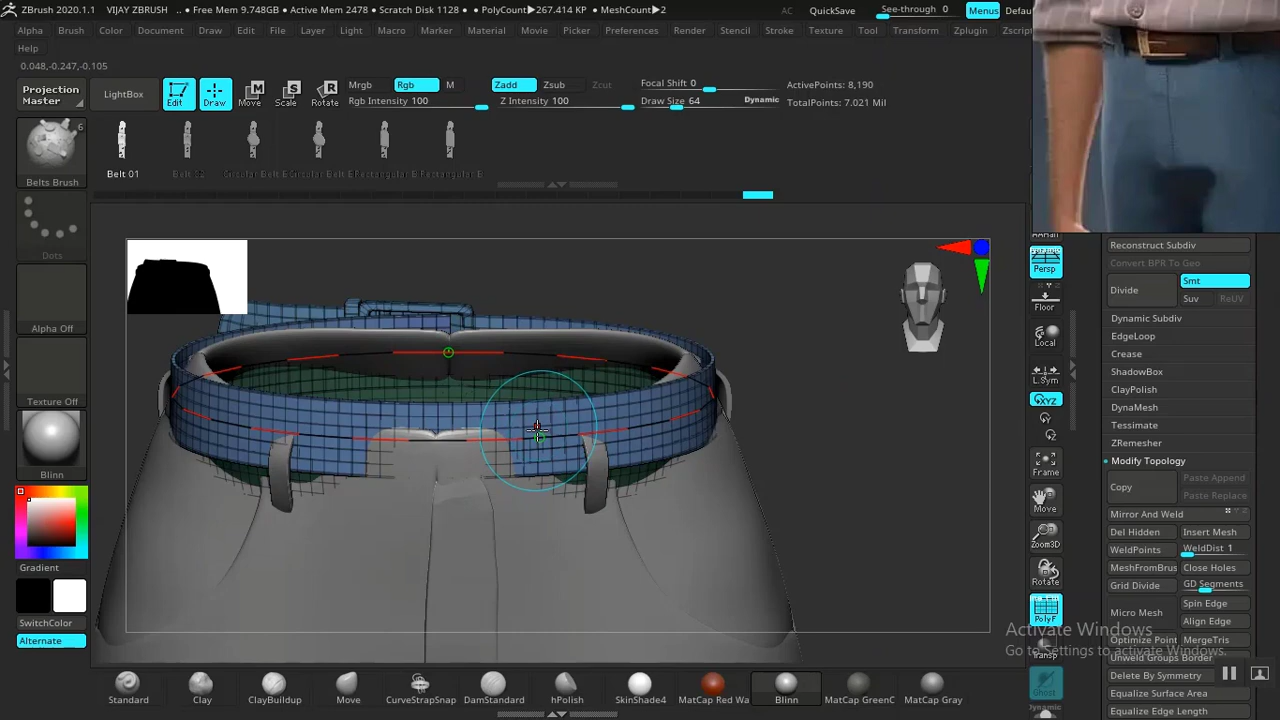 ZBrush 2020.1.1 VIJAY ZBRUSH .. ● Free Mem 9.748GB ● Active Mem 2478 ● Scratch Disk 1128 ● PolyCount▶267.414 KP ● MeshCount▶2 AC QuickSave See-through 0 Menus Defau
Alpha Brush Color Document Draw Edit File Layer Light Macro Marker Material Movie Picker Preferences Render Stencil Stroke Texture Tool Transform Zplugin Zscrip
Help
0.048,-0.247,-0.105
Projection Master
LightBox
Edit
Draw
Move
Scale
Rotate
Mrgb Rgb M
Rgb Intensity 100
Zadd Zsub Zcut
Z Intensity 100
Focal Shift 0
Draw Size 64 Dynamic
ActivePoints: 8,190
TotalPoints: 7.021 Mil
6
Belts Brush
Belt 01
Dots
Alpha Off
Texture Off
Blinn
Gradient
SwitchColor
Alternate
Persp
Floor
Local
L.Sym
XYZ
Y
Z
Frame
Move
Zoom3D
Rotate
PolyF
Transp
Ghost
Dynamic
Reconstruct Subdiv
Convert BPR To Geo
Divide
Smt
Suv ReUV
Dynamic Subdiv
EdgeLoop
Crease
ShadowBox
ClayPolish
DynaMesh
Tessimate
ZRemesher
Modify Topology
Copy
Paste Append
Paste Replace
Mirror And Weld
Del Hidden Insert Mesh
WeldPoints WeldDist 1
MeshFromBrus Close Holes
Grid Divide GD Segments
Micro Mesh
Spin Edge
Align Edge
Optimize Point MergeTris
Unweld Groups Border
Delete By Symmetry
Equalize Surface Area
Equalize Edge Length
Activate Windows
Go to Settings to activate Windows.
Standard Clay ClayBuildup Move CurveStrapSnap DamStandard hPolish SkinShade4 MatCap Red Wa Blinn MatCap GreenC MatCap Gray